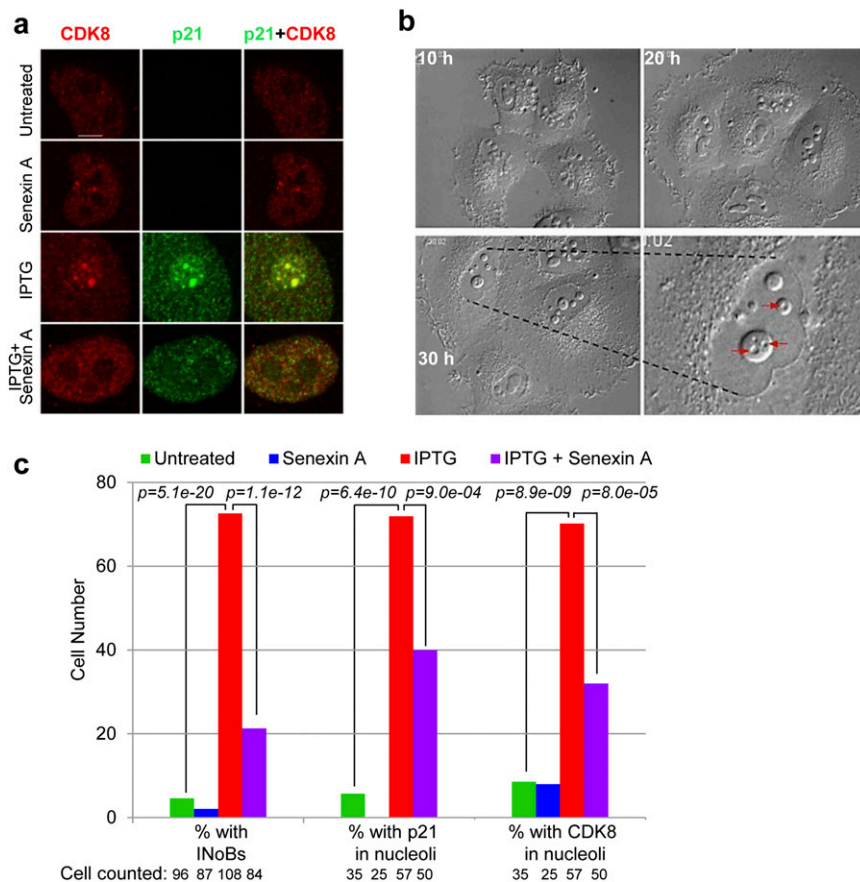 a
CDK8 p21 p21+CDK8
Untreated
Senexin A
IPTG
IPTG+
Senexin A
b
10 h
20 h
30 h
c
Untreated Senexin A IPTG IPTG + Senexin A
80
60
40
20
0
Cell Number
p=5.1e-20 p=1.1e-12 p=6.4e-10 p=9.0e-04 p=8.9e-09 p=8.0e-05
% with
INoBs
% with p21
in nucleoli
% with CDK8
in nucleoli
Cell counted: 96 87 108 84 35 25 57 50 35 25 57 50